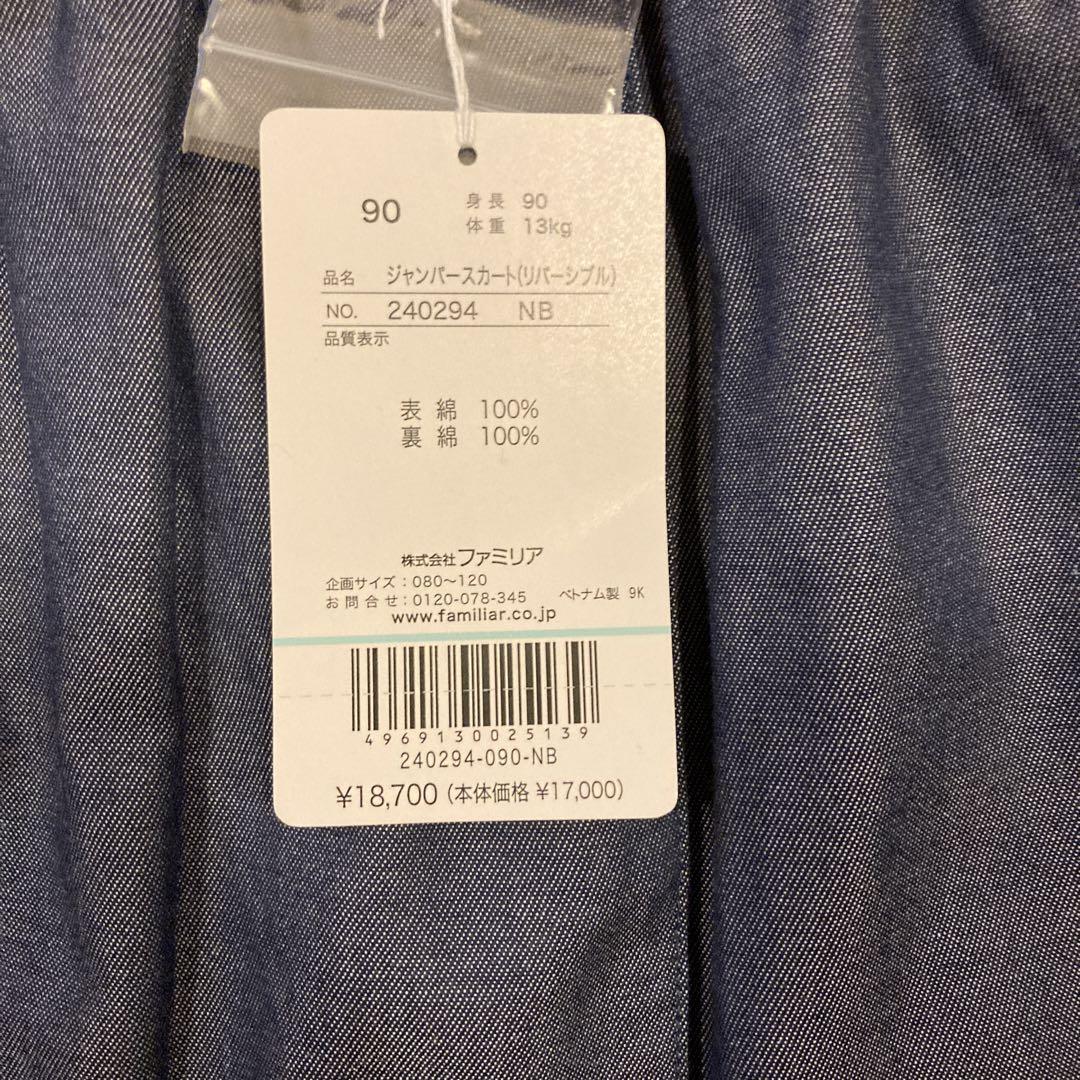 90
身長 90
体重 13kg
品名 ジャンパースカート(リバーシブル)
NO. 240294 NB
品質表示
表 綿 100%
裏 綿 100%
株式会社ファミリア
企画サイズ：080～120
お問合せ：0120-078-345 ベトナム製 9K
www.familiar.co.jp
4969130025139
240294-090-NB
¥18,700 (本体価格 ¥17,000)